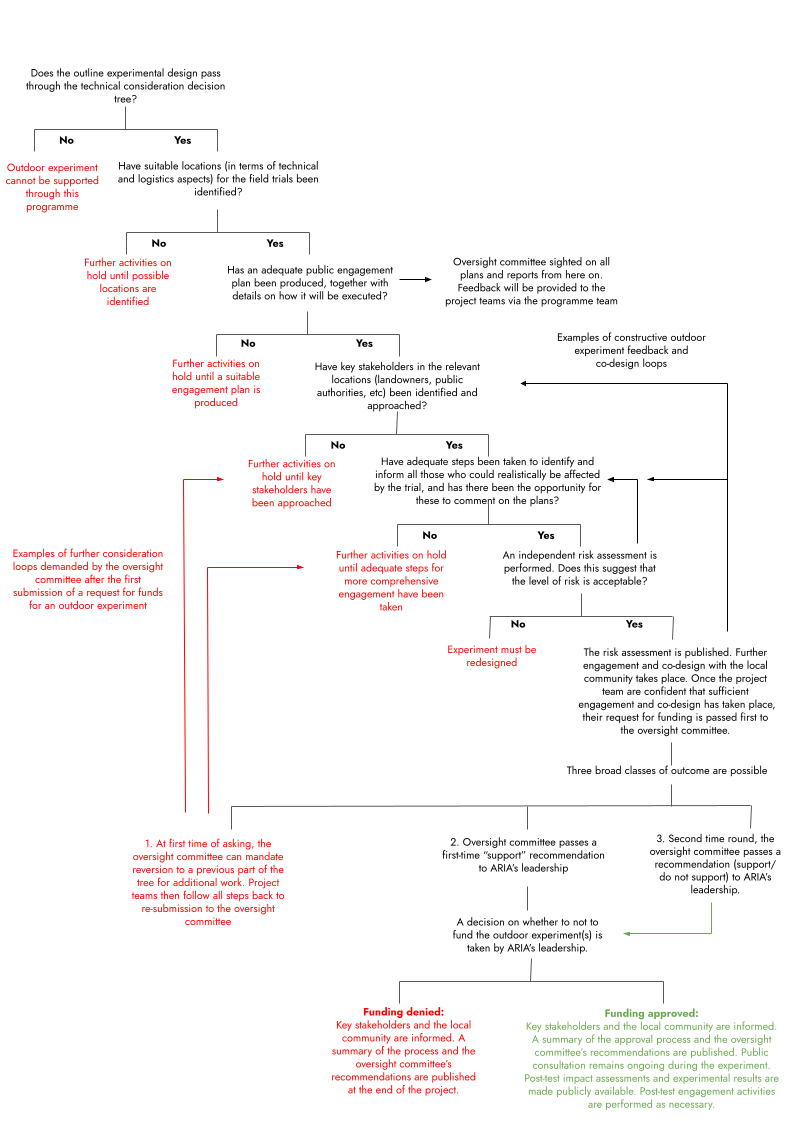 Does the outline experimental design pass
through the technical consideration decision
tree?
No
Yes
Outdoor experiment
cannot be supported
through this
programme
Have suitable locations (in terms of technical
and logistics aspects) for the field trials been
identified?
No
Yes
Further activities on
hold until possible
locations are
identified
Has an adequate public engagement
plan been produced, together with
details on how it will be executed?
Oversight committee sighted on all
plans and reports from here on.
Feedback will be provided to the
project teams via the programme team
No
Yes
Further activities on
hold until a suitable
engagement plan is
produced
Have key stakeholders in the relevant
locations (landowners, public
authorities, etc) been identified and
approached?
Examples of constructive outdoor
experiment feedback and
co-design loops
No
Yes
Further activities on
hold until key
stakeholders have
been approached
Have adequate steps been taken to identify and
inform all those who could realistically be affected
by the trial, and has there been the opportunity for
these to comment on the plans?
No
Yes
Examples of further consideration
loops demanded by the oversight
committee after the first
submission of a request for funds
for an outdoor experiment
Further activities on hold
until adequate steps for
more comprehensive
engagement have been
taken
An independent risk assessment is
performed. Does this suggest that
the level of risk is acceptable?
No
Yes
Experiment must be
redesigned
The risk assessment is published. Further
engagement and co-design with the local
community takes place. Once the project
team are confident that sufficient
engagement and co-design has taken place,
their request for funding is passed first to
the oversight committee.
Three broad classes of outcome are possible
1. At first time of asking, the
oversight committee can mandate
reversion to a previous part of the
tree for additional work. Project
teams then follow all steps back to
re-submission to the oversight
committee
2. Oversight committee passes a
first-time “support” recommendation
to ARIA’s leadership
3. Second time round, the
oversight committee passes a
recommendation (support/
do not support) to ARIA’s
leadership.
A decision on whether to not to
fund the outdoor experiment(s) is
taken by ARIA’s leadership.
Funding denied:
Key stakeholders and the local
community are informed. A
summary of the process and the
oversight committee’s
recommendations are published
at the end of the project.
Funding approved:
Key stakeholders and the local community are informed.
A summary of the approval process and the oversight
committee’s recommendations are published. Public
consultation remains ongoing during the experiment.
Post-test impact assessments and experimental results are
made publicly available. Post-test engagement activities
are performed as necessary.